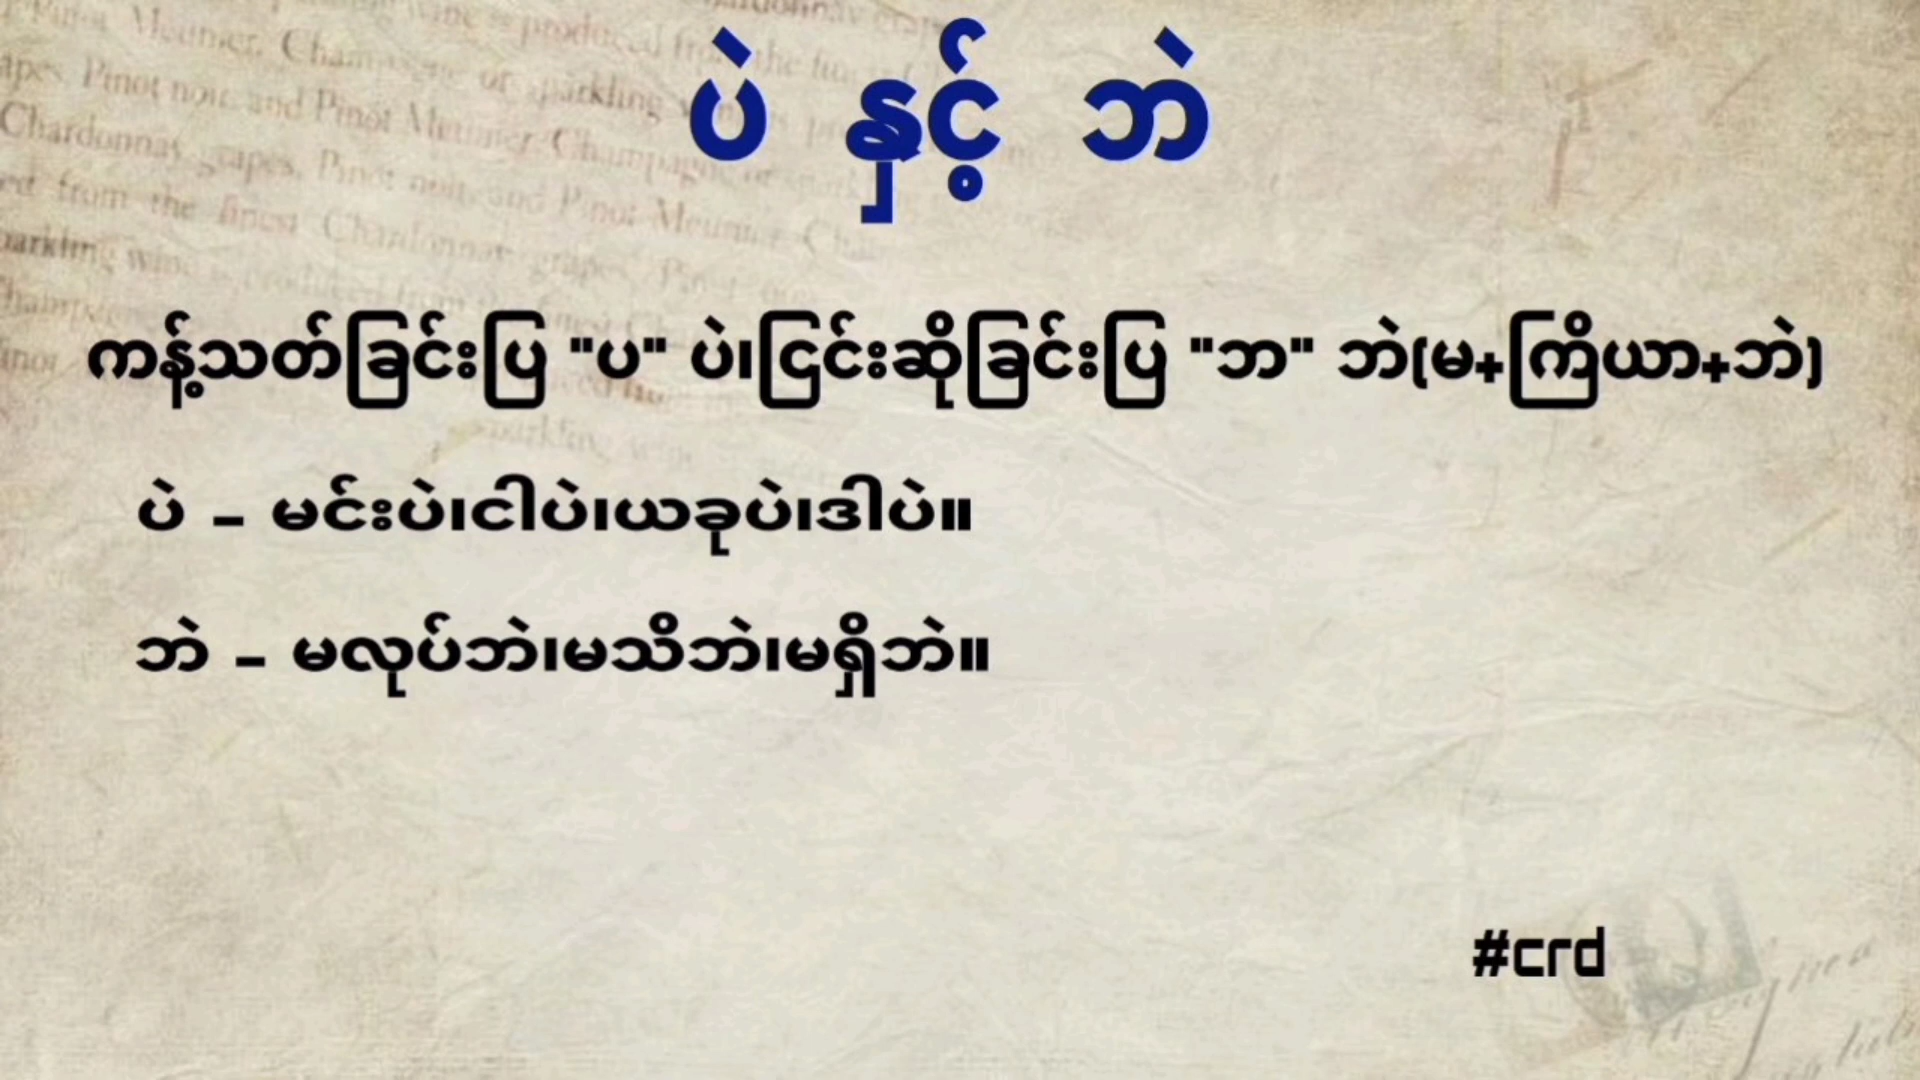 ပဲ နှင့် ဘဲ
ကန့်သတ်ခြင်းပြ "ပ" ပဲ၊ငြင်းဆိုခြင်းပြ "ဘ" ဘဲ(မ+ကြိယာ+ဘဲ)
ပဲ - မင်းပဲ၊ငါပဲ၊ယခုပဲ၊ဒါပဲ။
ဘဲ - မလုပ်ဘဲ၊မသိဘဲ၊မရှိဘဲ။
#crd